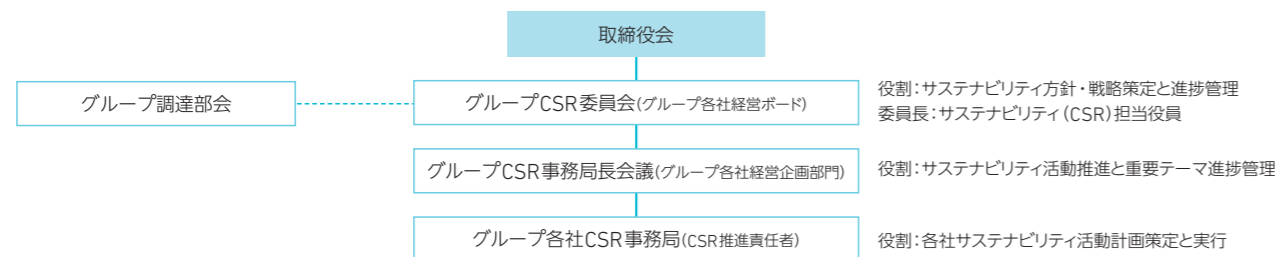 取締役会
グループ調達部会
グループCSR委員会(グループ各社経営ボード)
役割:サステナビリティ方針・戦略策定と進捗管理
委員長:サステナビリティ(CSR)担当役員
グループCSR事務局長会議(グループ各社経営企画部門)
役割:サステナビリティ活動推進と重要テーマ進捗管理
グループ各社CSR事務局(CSR推進責任者)
役割:各社サステナビリティ活動計画策定と実行